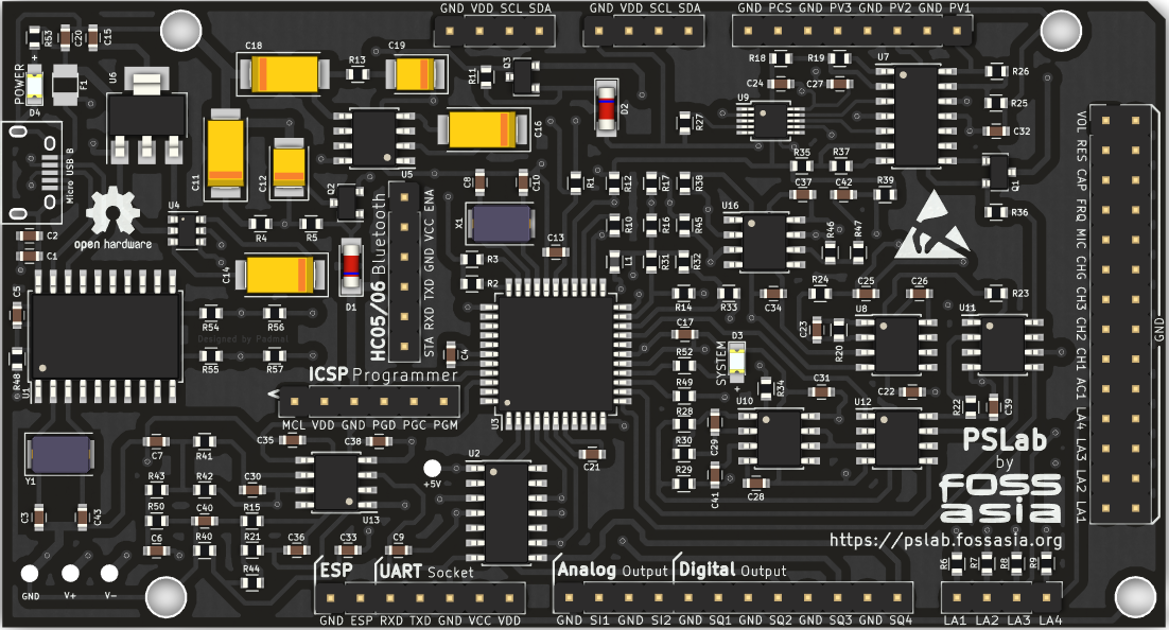 GND VDD SCL SDA
GND VDD SCL SDA
GND PCS GND PV3 GND PV2 GND PV1
R53
C20
C15
POWER
+
D4
F1
U6
C18
R13
C19
R11
Q3
D2
R27
R18
R19
C24
C27
U9
U7
R26
R25
C32
Micro USB B
C11
C12
C16
U5
C8
C10
R1
R12
R17
R38
R35
R37
C37
C42
R39
Q1
R36
open hardware
U4
R4
R5
Q2
X1
C13
R10
R16
R45
U16
R46
R47
C2
C1
C14
D1
HC05/06 Bluetooth
STA RXD TXD GND VCC ENA
R3
R2
L1
R31
R32
R14
R33
C34
R24
C25
C26
R23
C5
R48
U1
R54
R56
Designed by Padmal
R55
R57
C4
C17
R52
R49
R28
R30
R29
SYSTEM
D3
+
R34
C23
R20
U8
U11
C31
C22
R22
C39
ICSP Programmer
MCL VDD GND PGD PGC PGM
U3
C29
C41
U10
U12
C28
C21
Y1
C7
R41
C35
C38
+5V
U2
R43
R42
C30
R50
C40
R15
C3
C43
C6
R40
R21
C36
C33
C9
U13
R44
GND V+ V-
PSLab
by
FOSS
asia
https://pslab.fossasia.org
VOL RES CAP FRQ MIC CHG CH3 CH2 CH1 AC1 LA4 LA3 LA2 LA1
GND
ESP
UART Socket
GND ESP RXD TXD GND VCC VDD
Analog Output
Digital Output
GND SI1 GND SI2 GND SQ1 GND SQ2 GND SQ3 GND SQ4
R6
R7
R8
R9
LA1 LA2 LA3 LA4